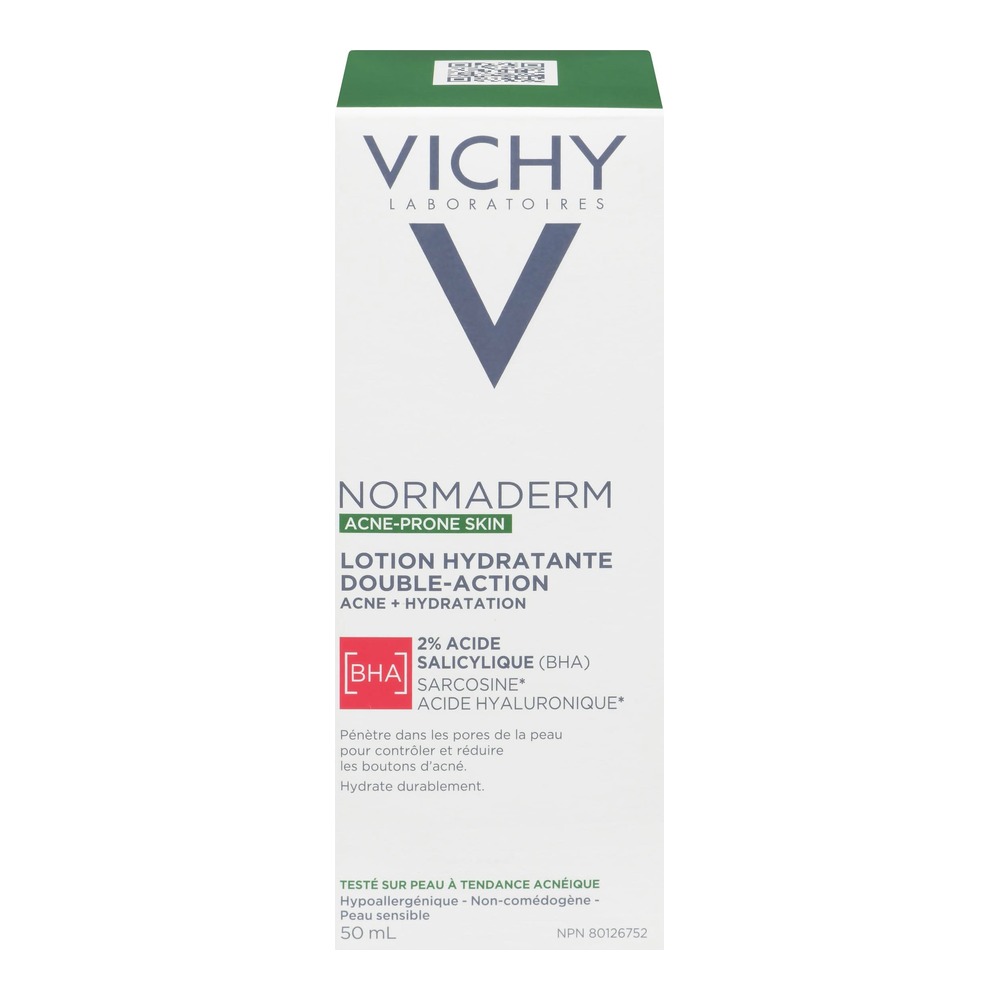 VICHY
LABORATOIRES
NORMADERM
ACNE-PRONE SKIN
LOTION HYDRATANTE
DOUBLE-ACTION
ACNE + HYDRATATION
[BHA]
2% ACIDE
SALICYLIQUE (BHA)
SARCOSINE*
ACIDE HYALURONIQUE*
Pénètre dans les pores de la peau
pour contrôler et réduire
les boutons d'acné.
Hydrate durablement.
TESTÉ SUR PEAU À TENDANCE ACNÉIQUE
Hypoallergénique - Non-comédogène -
Peau sensible
50 mL
NPN 80126752